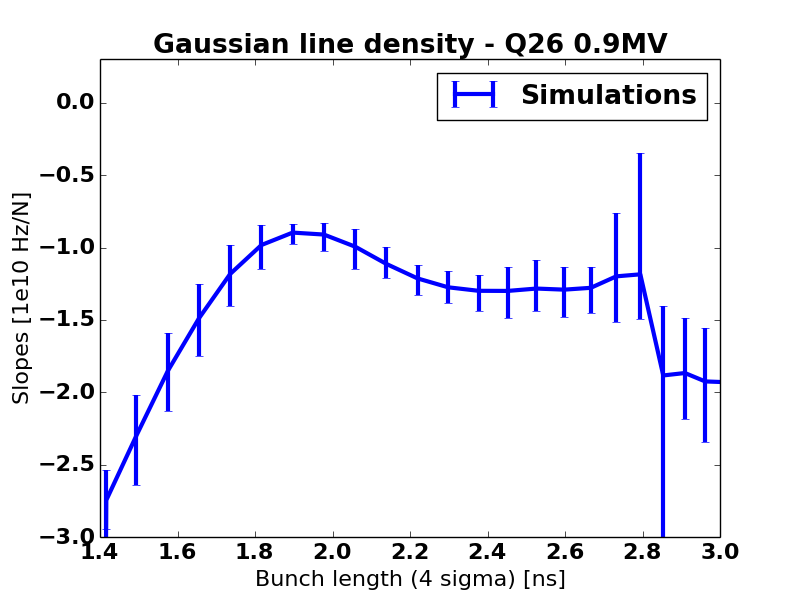 Gaussian line density - Q26 0.9MV
Simulations
0.0
−0.5
−1.0
−1.5
−2.0
−2.5
−3.0
Slopes [1e10 Hz/N]
1.4 1.6 1.8 2.0 2.2 2.4 2.6 2.8 3.0
Bunch length (4 sigma) [ns]